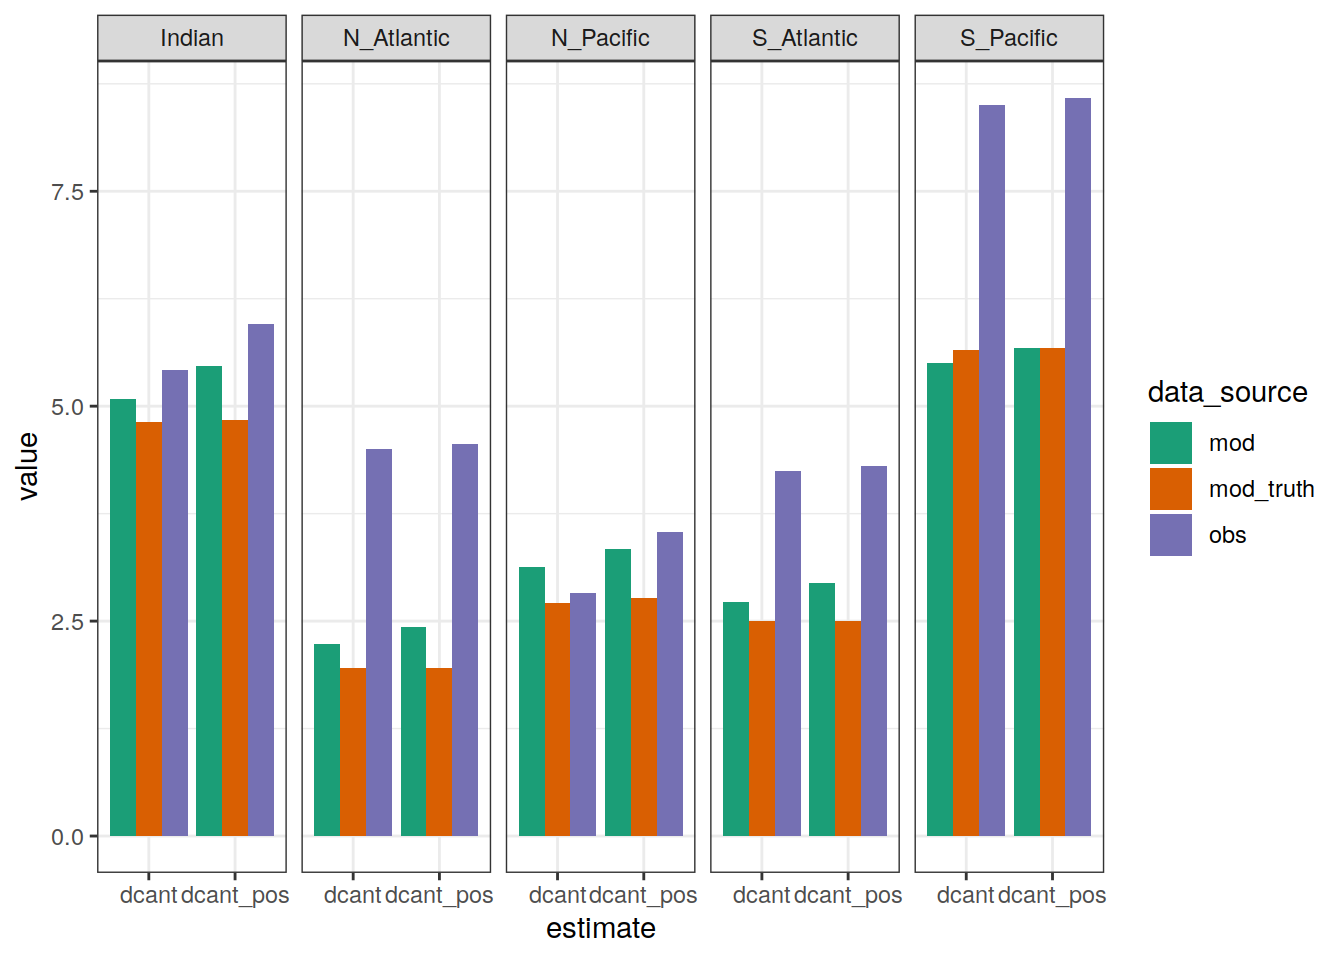 Indian N_Atlantic N_Pacific S_Atlantic S_Pacific
value
7.5
5.0
2.5
0.0
dcant dcant_pos dcant dcant_pos dcant dcant_pos dcant dcant_pos dcant dcant_pos
estimate
data_source
mod
mod_truth
obs